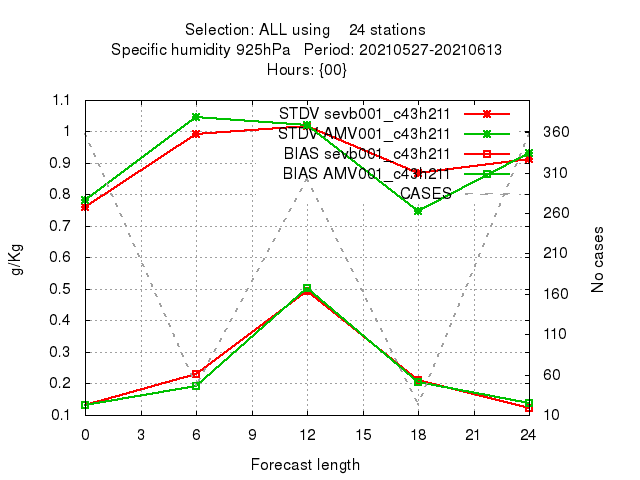 Selection: ALL using    24 stations
Specific humidity 925hPa   Period: 20210527-20210613
Hours: {00}
STDV sevb001_c43h211
STDV AMV001_c43h211
BIAS sevb001_c43h211
BIAS AMV001_c43h211
CASES
1.1
1
0.9
0.8
0.7
0.6
0.5
0.4
0.3
0.2
0.1
g/Kg
360
310
260
210
160
110
60
10
No cases
0 3 6 9 12 15 18 21 24
Forecast length